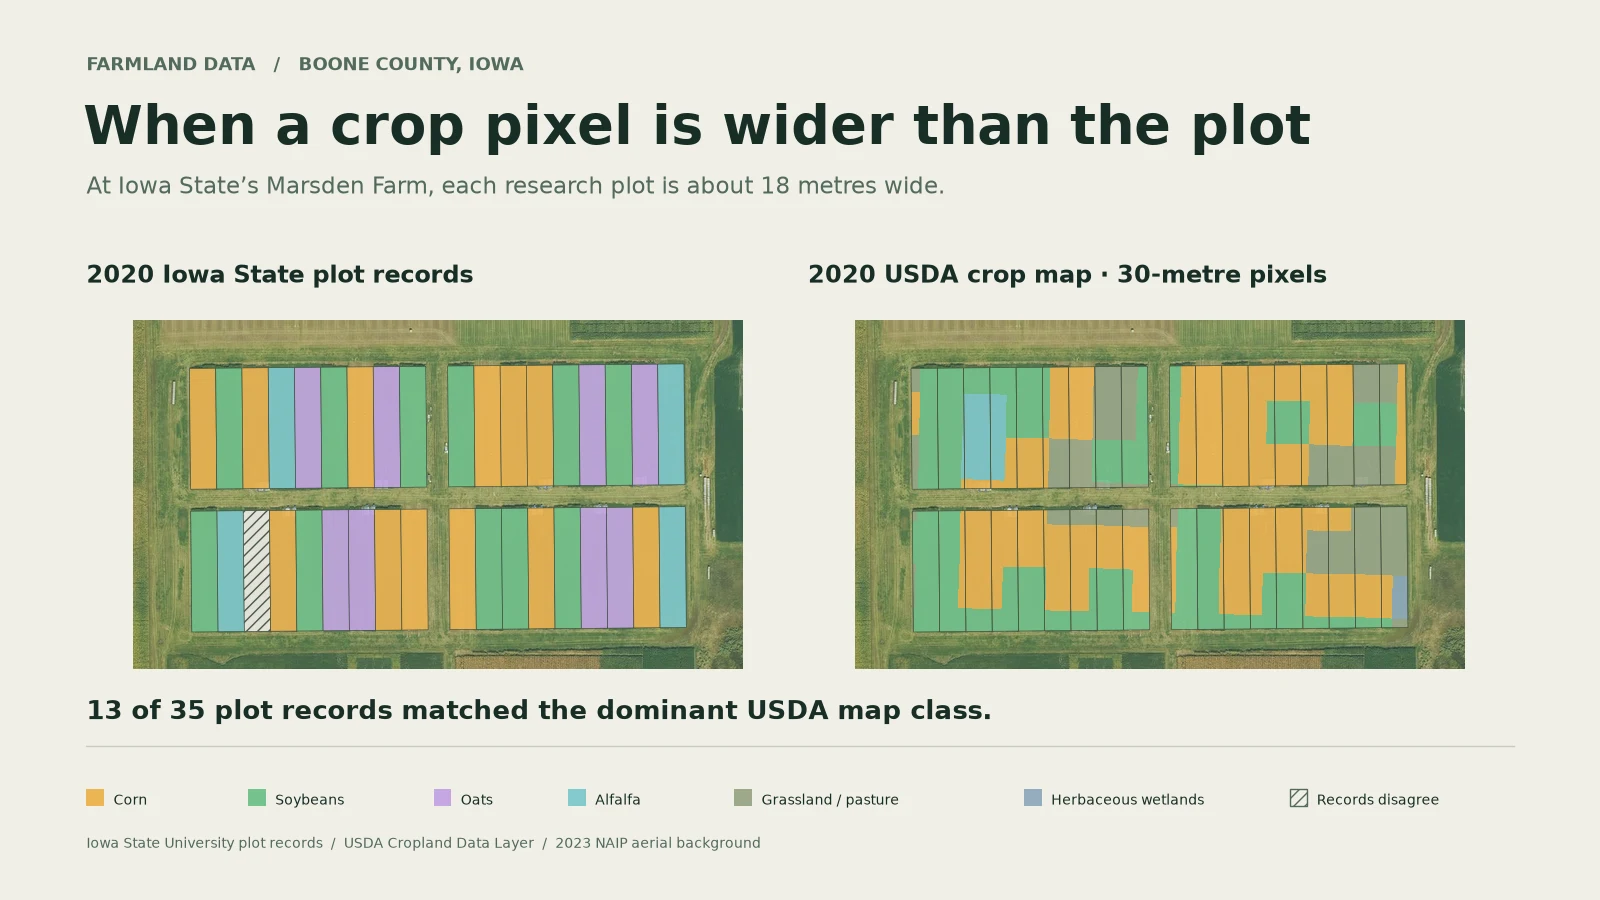 FARMLAND DATA / BOONE COUNTY, IOWA
When a crop pixel is wider than the plot
At Iowa State’s Marsden Farm, each research plot is about 18 metres wide.
2020 Iowa State plot records
2020 USDA crop map · 30-metre pixels
13 of 35 plot records matched the dominant USDA map class.
Corn
Soybeans
Oats
Alfalfa
Grassland / pasture
Herbaceous wetlands
Records disagree
Iowa State University plot records / USDA Cropland Data Layer / 2023 NAIP aerial background